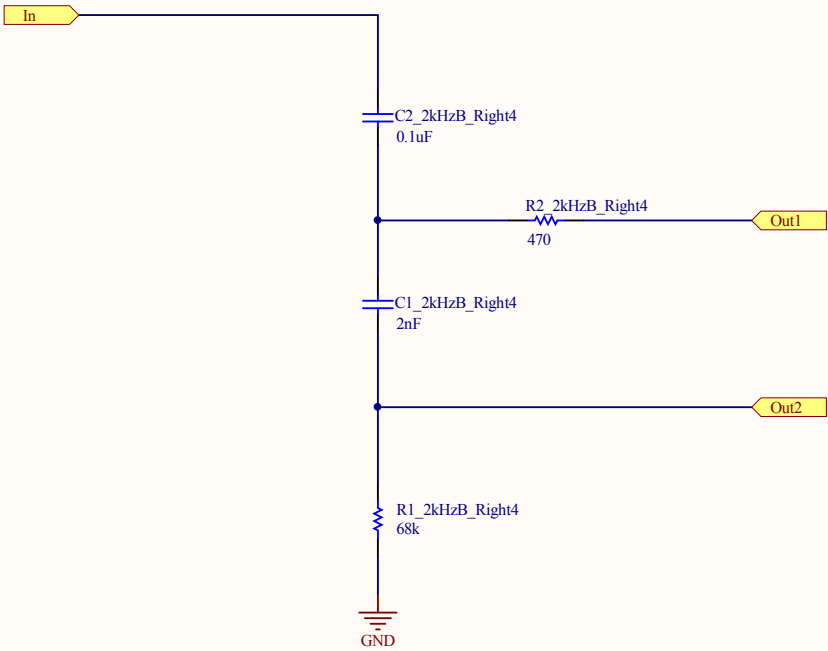 In
C2_2kHzB_Right4
0.1uF
R2_2kHzB_Right4
Out1
470
C1_2kHzB_Right4
2nF
Out2
R1_2kHzB_Right4
68k
GND